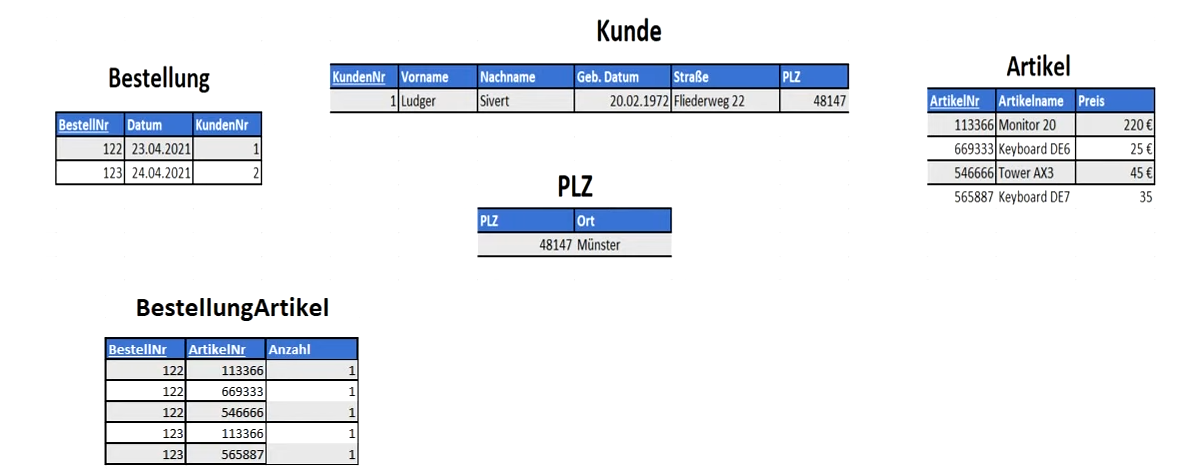 Kunde
KundenNr Vorname Nachname Geb. Datum Straße PLZ
1 Ludger Sivert 20.02.1972 Fliederweg 22 48147
Bestellung
BestellNr Datum KundenNr
122 23.04.2021 1
123 24.04.2021 2
Artikel
ArtikelNr Artikelname Preis
113366 Monitor 20 220 €
669333 Keyboard DE6 25 €
546666 Tower AX3 45 €
565887 Keyboard DE7 35
PLZ
PLZ Ort
48147 Münster
BestellungArtikel
BestellNr ArtikelNr Anzahl
122 113366 1
122 669333 1
122 546666 1
123 113366 1
123 565887 1